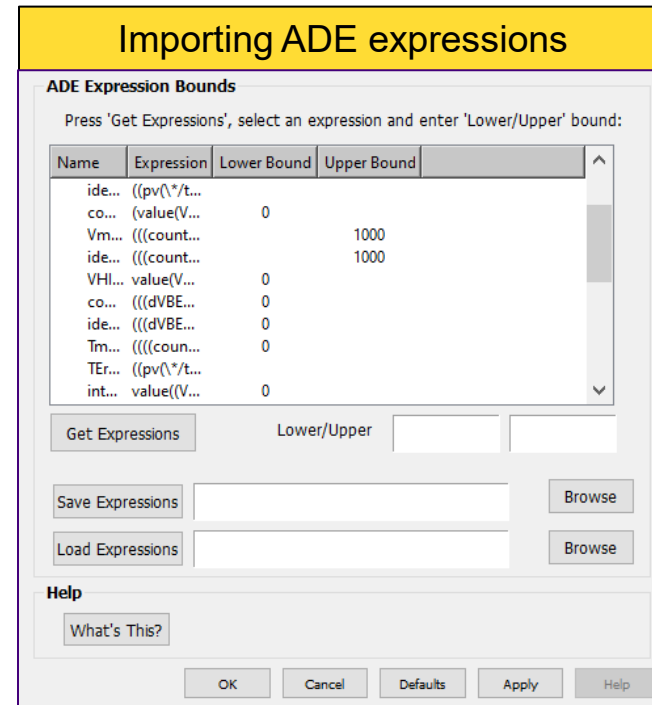 Importing ADE expressions
ADE Expression Bounds
Press 'Get Expressions', select an expression and enter 'Lower/Upper' bound:
Name Expression Lower Bound Upper Bound
ide... ((pv(\*/t...
co... (value(V... 0
Vm... (((count... 1000
ide... (((count... 1000
VHI... value(V... 0
co... (((dVBE... 0
ide... (((dVBE... 0
Tm... ((((coun... 0
TEr... ((pv(\*/t...
int... value((V... 0
Get Expressions Lower/Upper
Save Expressions Browse
Load Expressions Browse
Help
What's This?
OK Cancel Defaults Apply Help